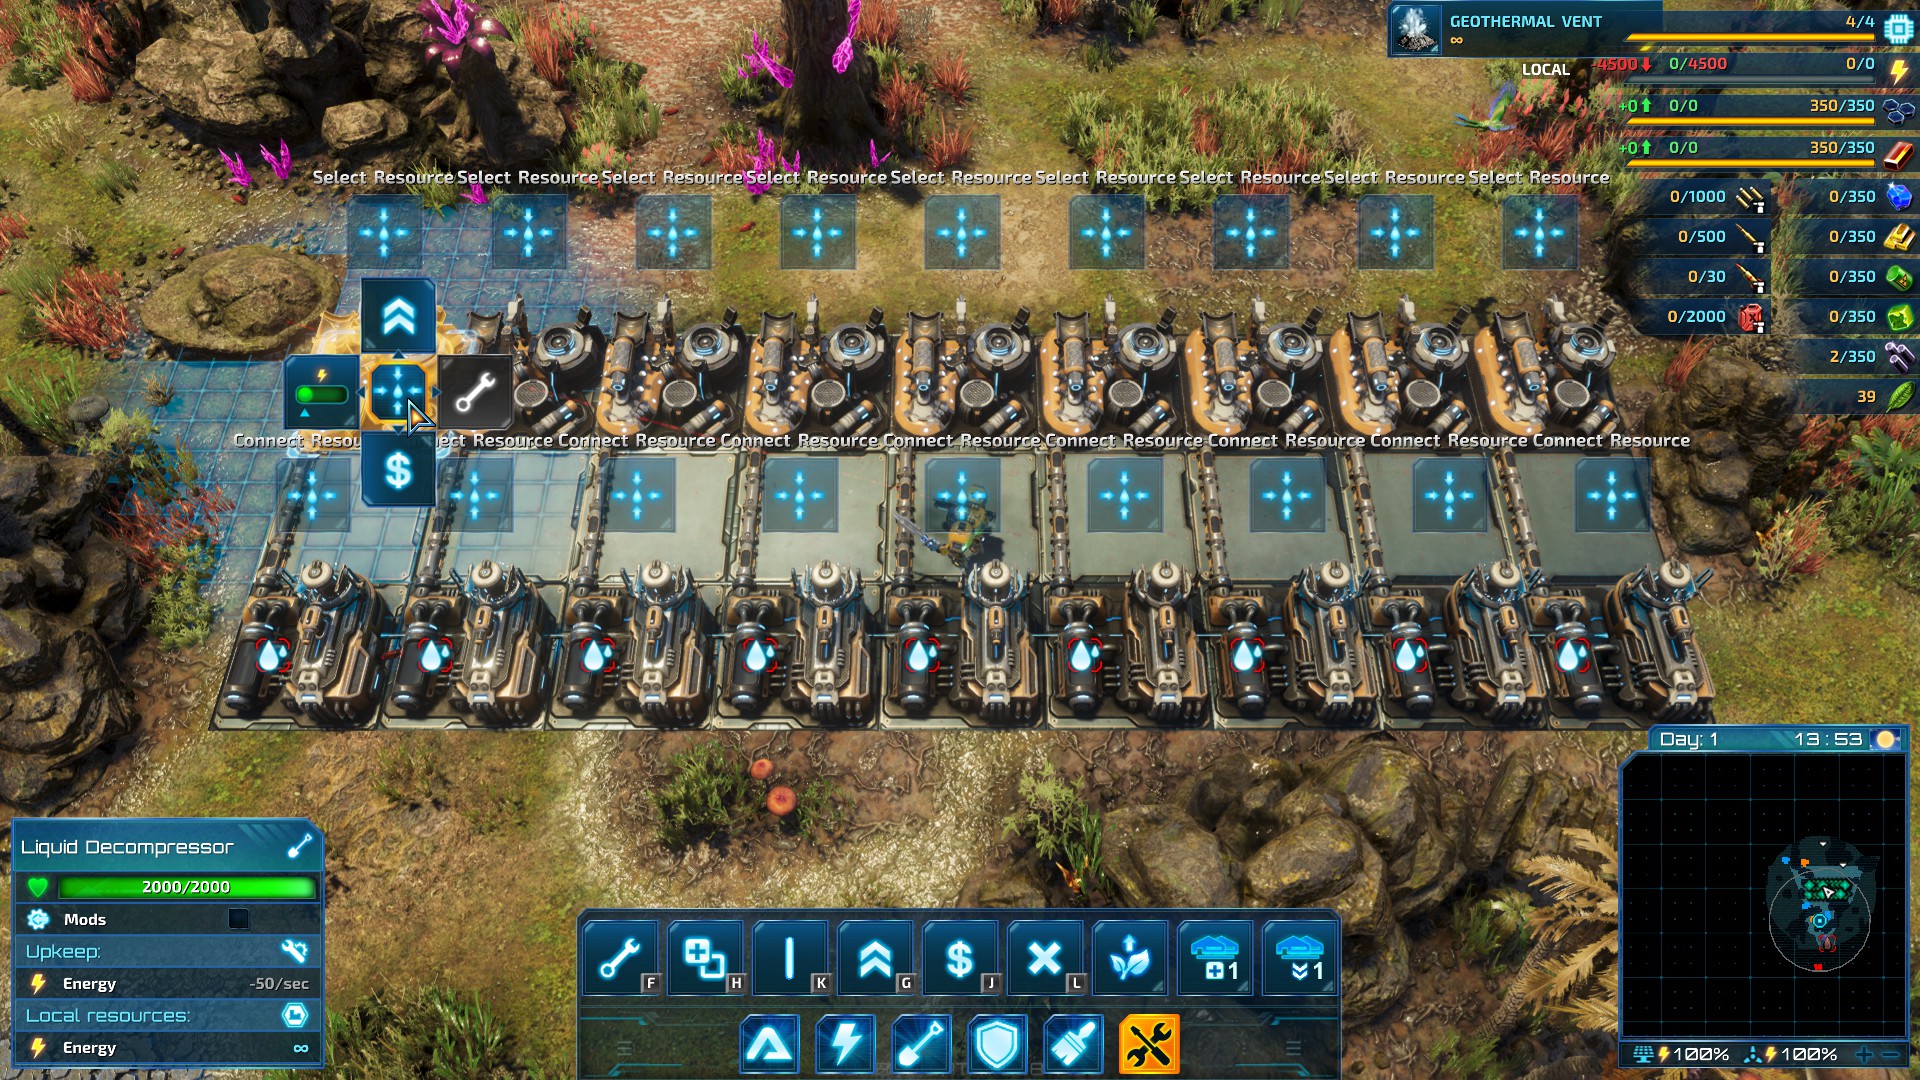 GEOTHERMAL VENT
∞
4/4
LOCAL
-4500 0/4500 0/0
+0 0/0 350/350
+0 0/0 350/350
0/1000 0/350
0/500 0/350
0/30 0/350
0/2000 0/350
2/350
39
Select Resource Select Resource Select Resource Select Resource Select Resource Select Resource Select Resource Select Resource Select Resource
$
Connect Resource Connect Resource Connect Resource Connect Resource Connect Resource Connect Resource Connect Resource Connect Resource
Day: 1 13:53
Liquid Decompressor
2000/2000
Mods
Upkeep:
Energy -50/sec
Local resources:
Energy ∞
F H K G $ J L 1 1
100% 100%